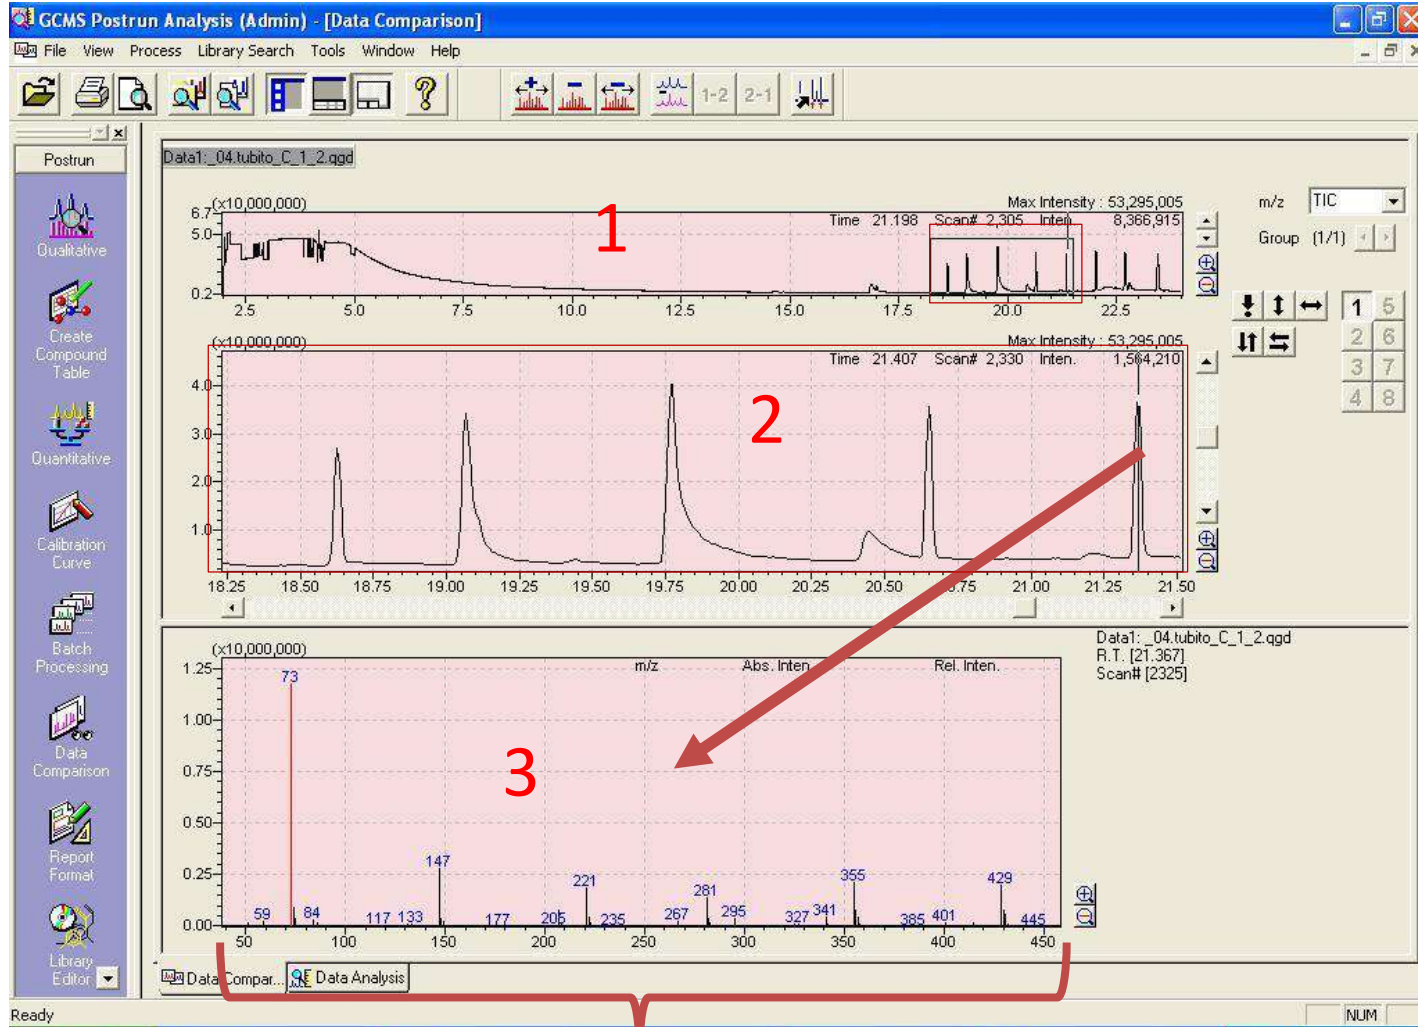 GCMS Postrun Analysis (Admin) - [Data Comparison]
File View Process Library Search Tools Window Help
1-2 2-1
Postrun
Qualitative
Create
Compound
Table
Quantitative
Calibration
Curve
Batch
Processing
Data
Comparison
Report
Format
Library
Editor
Data1:_04.tubito_C_1_2.qgd
(x10,000,000)
Max Intensity : 53,295,005
Time 21.198 Scan# 2,305 Inten. 8,366,915
6.7
5.0
0.2
1
2.5 5.0 7.5 10.0 12.5 15.0 17.5 20.0 22.5
m/z TIC
Group (1/1)
1 5
2 6
3 7
4 8
(x10,000,000)
Max Intensity : 53,295,005
Time 21.407 Scan# 2,330 Inten. 1,564,210
4.0
3.0
2.0
1.0
2
18.25 18.50 18.75 19.00 19.25 19.50 19.75 20.00 20.25 20.50 20.75 21.00 21.25 21.50
(x10,000,000)
m/z Abs. Inten. Rel. Inten.
1.25
1.00
0.75
0.50
0.25
0.00
3
73
147
221
281
355
429
59 84 117 133 177 205 235 267 295 327 341 385 401 445
50 100 150 200 250 300 350 400 450
Data1: _04.tubito_C_1_2.qgd
R.T. [21.367]
Scan# [2325]
Data Compar... Data Analysis
Ready
NUM